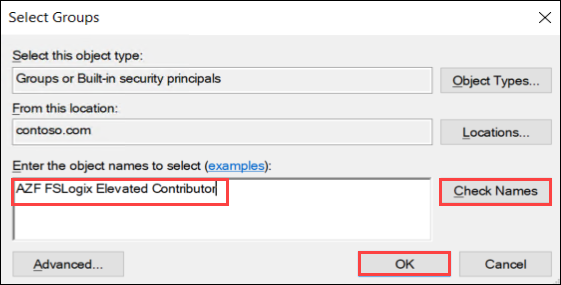 Select Groups
Select this object type:
Groups or Built-in security principals
Object Types...
From this location:
contoso.com
Locations...
Enter the object names to select (examples):
AZF FSLogix Elevated Contributor
Check Names
Advanced...
OK
Cancel